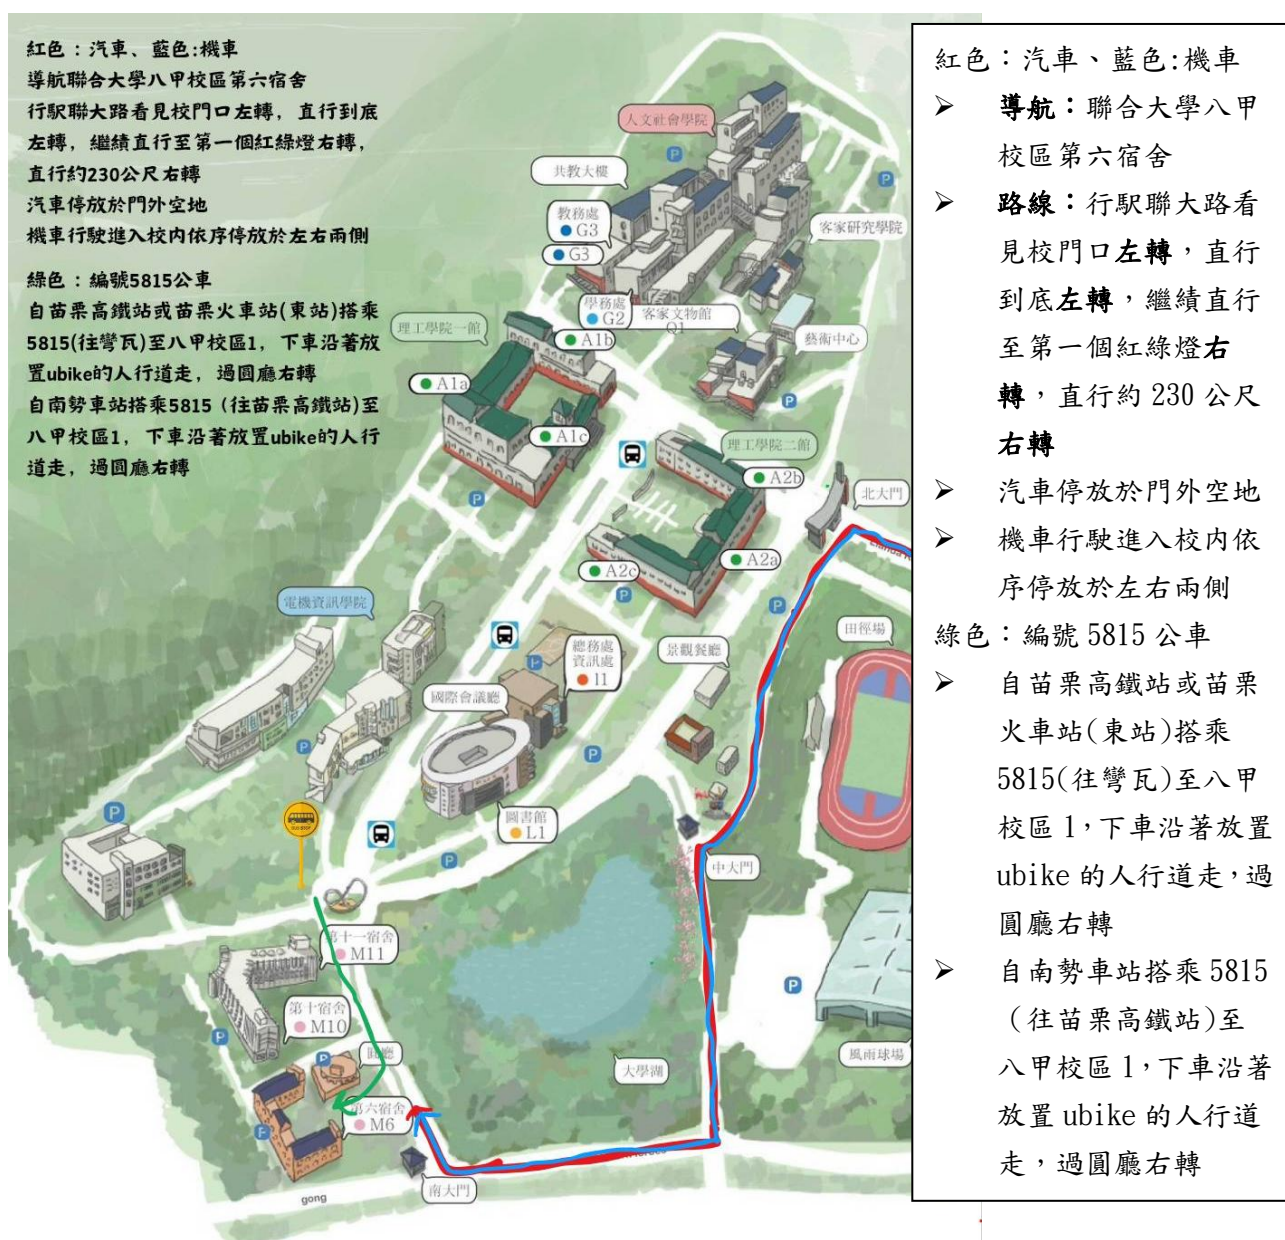 紅色：汽車、藍色:機車
導航聯合大學八甲校區第六宿舍
行駅聯大路看見校門口左轉，直行到底
左轉，繼續直行至第一個紅綠燈右轉，
直行約230公尺右轉
汽車停放於門外空地
機車行駛進入校內依序停放於左右兩側
綠色：編號5815公車
自苗栗高鐵站或苗栗火車站(東站)搭乘
5815(往彎瓦)至八甲校區1，下車沿著放
置ubike的人行道走，過圓廳右轉
自南勢車站搭乘5815 (往苗栗高鐵站)至
八甲校區1，下車沿著放置ubike的人行
道走，過圓廳右轉
人文社會學院
P
共教大樓
P
教務處
G3
G3
客家研究學院
學務處
G2
客家文物館
Q1
理工學院一館
A1b
藝術中心
A1a
P
A1c
理工學院二館
A2b
P
北大門
A2a
A2c
P
P
電機資訊學院
田徑場
總務處
資訊處
I1
景觀餐廳
P
國際會議廳
P
P
P
BUS STOP
圖書館
L1
P
中大門
第十一宿舍
M11
P
第十宿舍
M10
P
圓廳
P
風雨球場
大學湖
第六宿舍
M6
P
南大門
gong
紅色：汽車、藍色:機車
➢ 導航：聯合大學八甲
校區第六宿舍
➢ 路線：行駅聯大路看
見校門口左轉，直行
到底左轉，繼續直行
至第一個紅綠燈右
轉，直行約 230 公尺
右轉
➢ 汽車停放於門外空地
➢ 機車行駛進入校內依
序停放於左右兩側
綠色：編號 5815 公車
➢ 自苗栗高鐵站或苗栗
火車站(東站)搭乘
5815(往彎瓦)至八甲
校區 1，下車沿著放置
ubike 的人行道走，過
圓廳右轉
➢ 自南勢車站搭乘 5815
（往苗栗高鐵站)至
八甲校區 1，下車沿著
放置 ubike 的人行道
走，過圓廳右轉